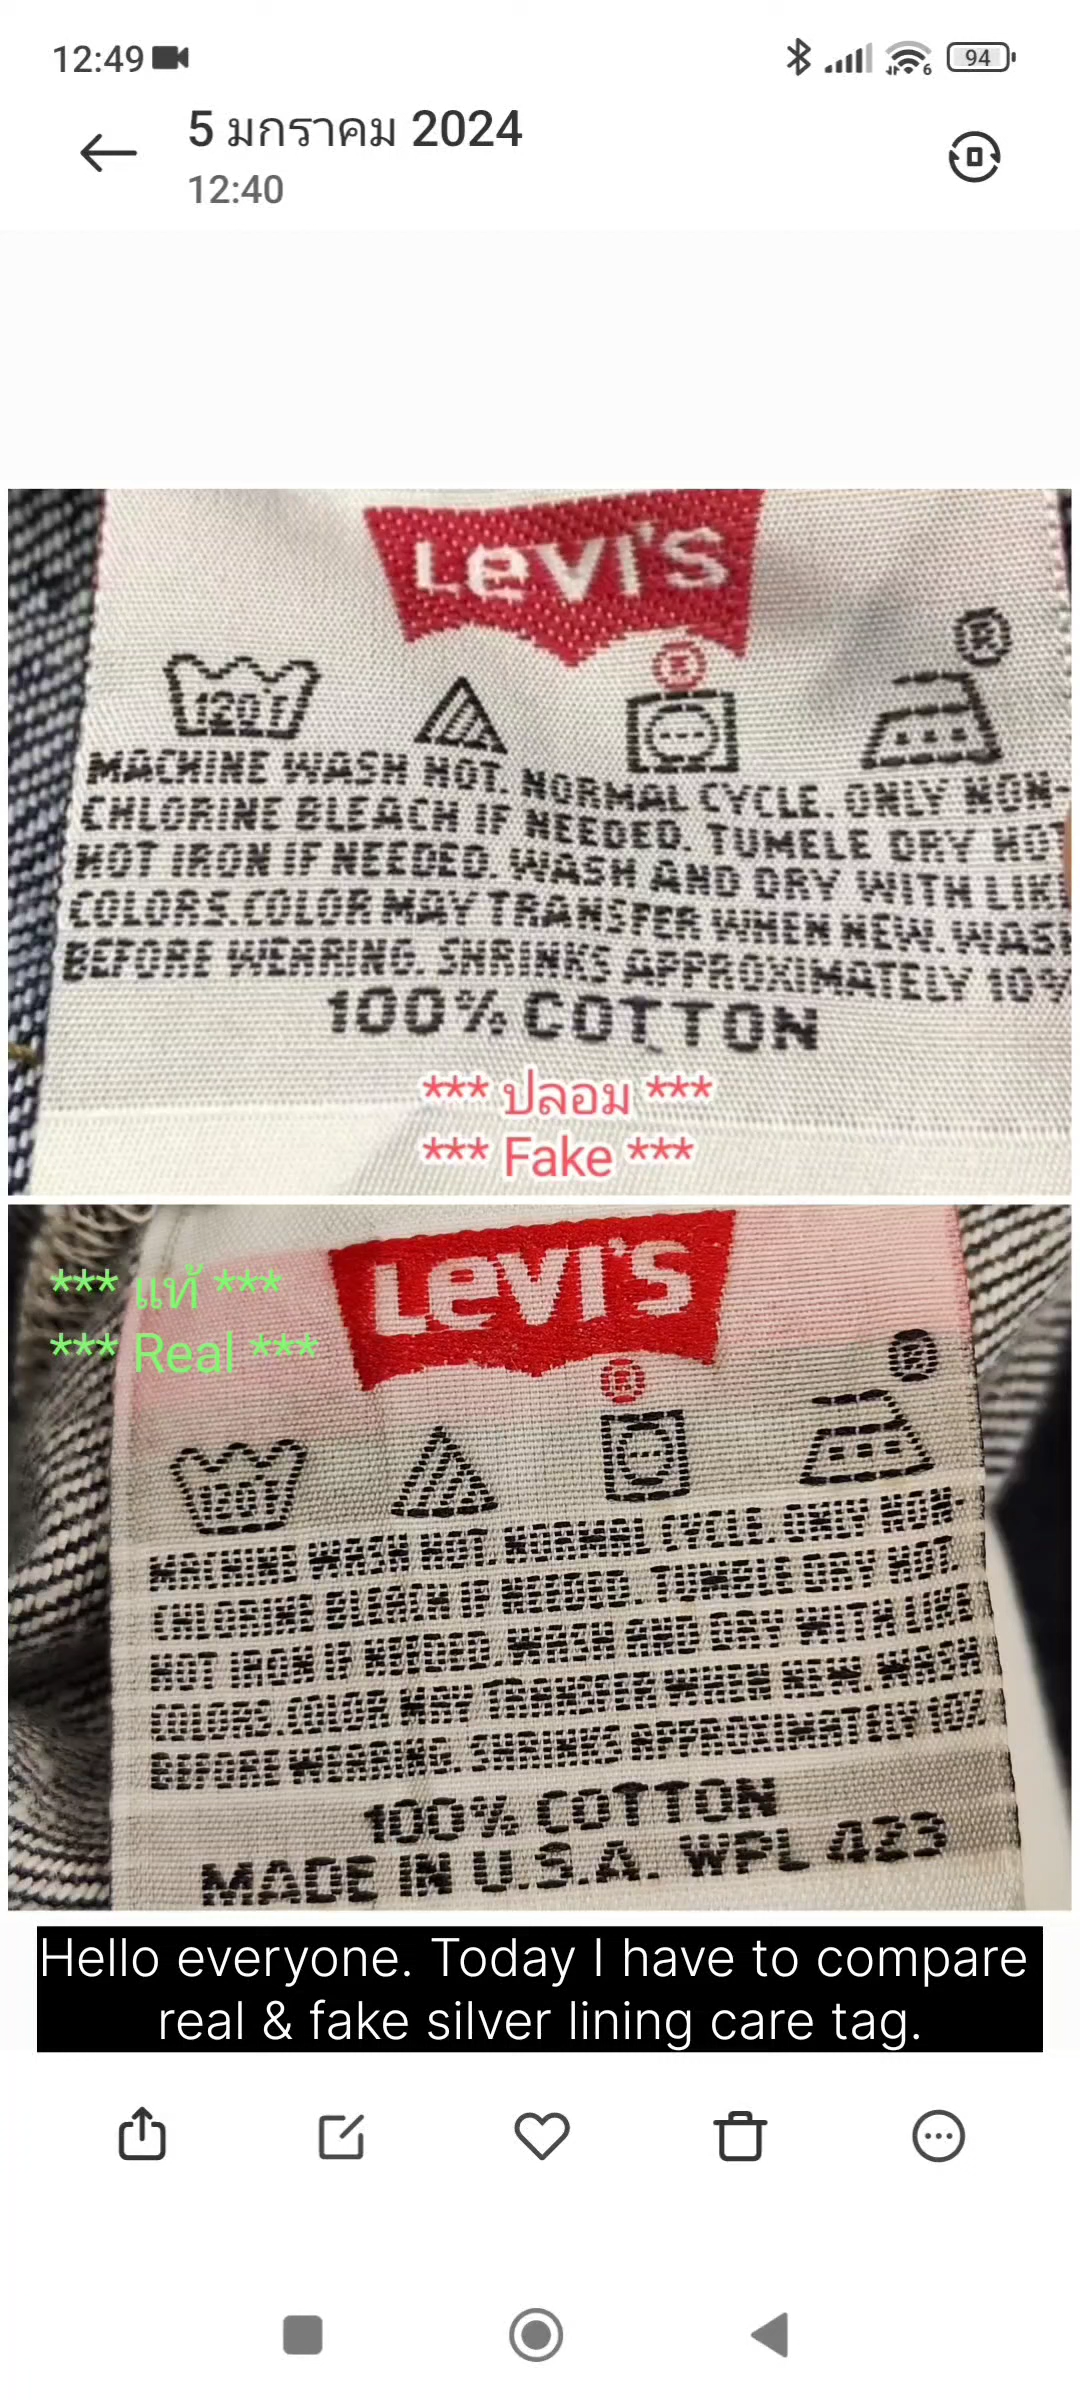 12:49
94
5 มกราคม 2024
12:40
LEVI'S
®
®
120°F
MACHINE WASH HOT. NORMAL CYCLE. ONLY NON-
CHLORINE BLEACH IF NEEDED. TUMBLE DRY HOT
HOT IRON IF NEEDED. WASH AND DRY WITH LIK
COLORS.COLOR MAY TRANSFER WHEN NEW. WAS
BEFORE WEARING. SHRINKS APPROXIMATELY 10%
100% COTTON
*** ปลอม ***
*** Fake ***
*** แท้ ***
*** Real ***
LEVI'S
®
®
120°F
MACHINE WASH HOT. NORMAL CYCLE. ONLY NON-
CHLORINE BLEACH IF NEEDED. TUMBLE DRY HOT.
HOT IRON IF NEEDED. WASH AND DRY WITH LIKE
COLORS.COLOR MAY TRANSFER WHEN NEW. WASH
BEFORE WEARING. SHRINKS APPROXIMATELY 10%
100% COTTON
MADE IN U.S.A. WPL 423
Hello everyone. Today I have to compare
real & fake silver lining care tag.